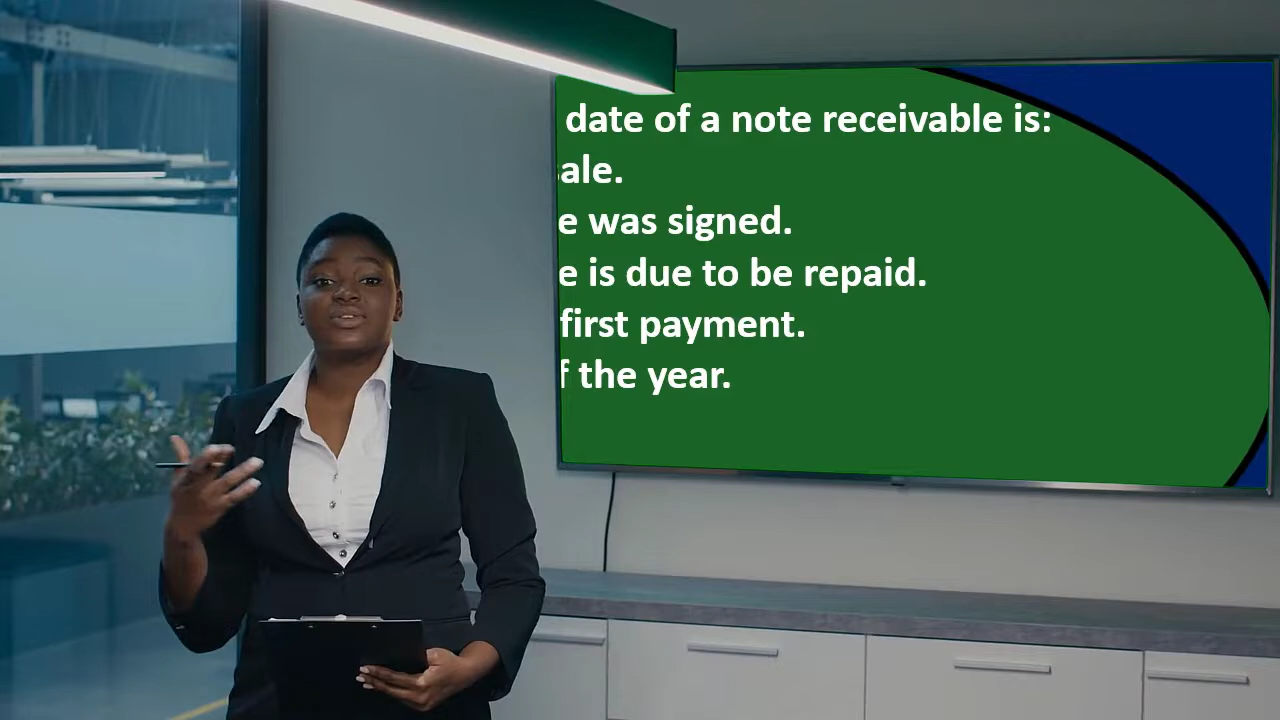 date of a note receivable is:
ale.
e was signed.
e is due to be repaid.
first payment.
f the year.